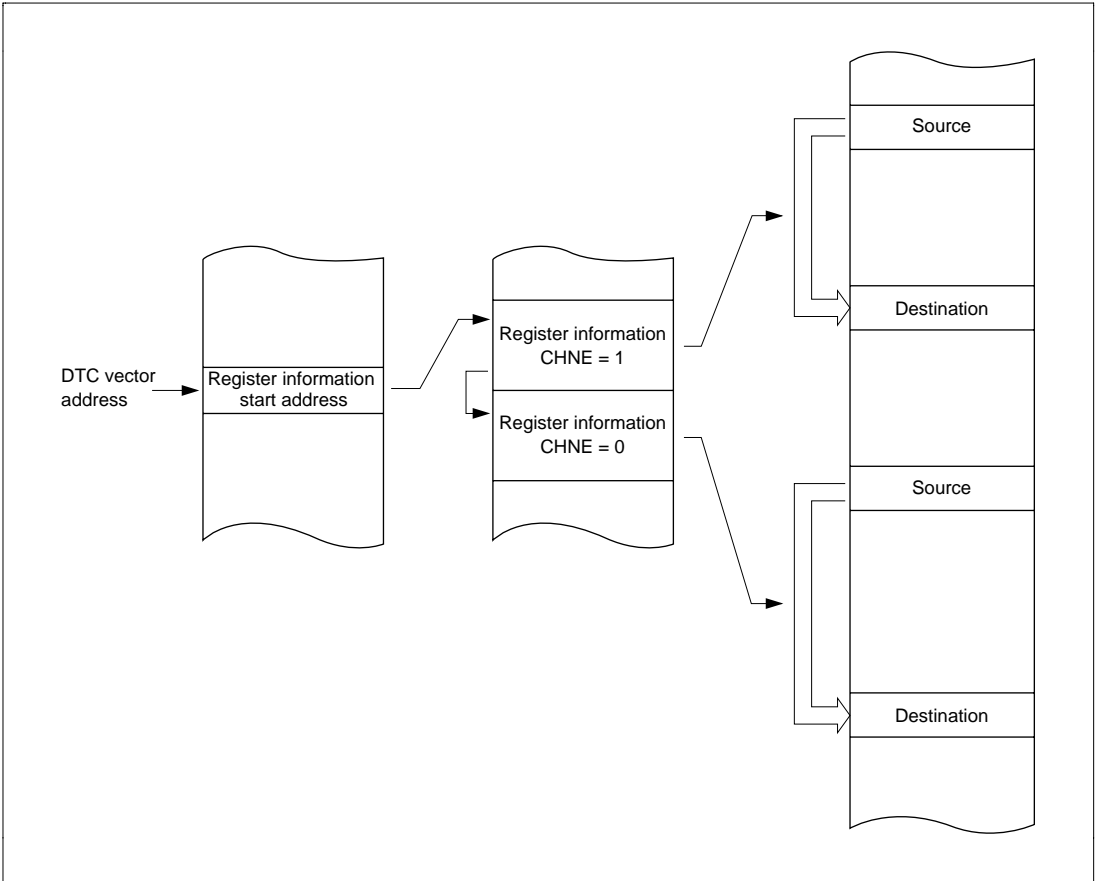 DTC vector
address
Register information
start address
Register information
CHNE = 1
Register information
CHNE = 0
Source
Destination
Source
Destination